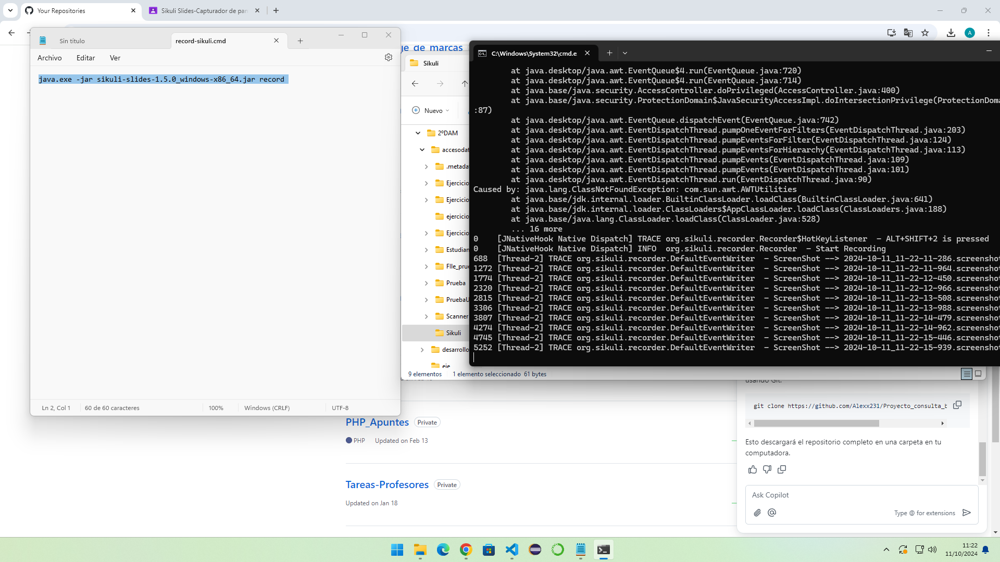 Your Repositories
Sikuli Slides-Capturador de pan
Sin título
record-sikuli.cmd
Archivo
Editar
Ver
java.exe -jar sikuli-slides-1.5.0_windows-x86_64.jar record
Ln 2, Col 1
60 de 60 caracteres
100%
Windows (CRLF)
UTF-8
je de marcas
Sikuli
Nuevo
2ºDAM
accesodat
.metada
Ejercicio
Ejercicio
ejercicio
Ejercicio
Estudian
FIle_prue
Prueba
PruebaU
Scanner
Sikuli
desarrollo
eje
9 elementos
1 elemento seleccionado 61 bytes
C:\Windows\System32\cmd.e
at java.desktop/java.awt.EventQueue$4.run(EventQueue.java:720)
at java.desktop/java.awt.EventQueue$4.run(EventQueue.java:714)
at java.base/java.security.AccessController.doPrivileged(AccessController.java:400)
at java.base/java.security.ProtectionDomain$JavaSecurityAccessImpl.doIntersectionPrivilege(ProtectionDoma
:87)
at java.desktop/java.awt.EventQueue.dispatchEvent(EventQueue.java:742)
at java.desktop/java.awt.EventDispatchThread.pumpOneEventForFilters(EventDispatchThread.java:203)
at java.desktop/java.awt.EventDispatchThread.pumpEventsForFilter(EventDispatchThread.java:124)
at java.desktop/java.awt.EventDispatchThread.pumpEventsForHierarchy(EventDispatchThread.java:113)
at java.desktop/java.awt.EventDispatchThread.pumpEvents(EventDispatchThread.java:109)
at java.desktop/java.awt.EventDispatchThread.pumpEvents(EventDispatchThread.java:101)
at java.desktop/java.awt.EventDispatchThread.run(EventDispatchThread.java:90)
Caused by: java.lang.ClassNotFoundException: com.sun.awt.AWTUtilities
at java.base/jdk.internal.loader.BuiltinClassLoader.loadClass(BuiltinClassLoader.java:641)
at java.base/jdk.internal.loader.ClassLoaders$AppClassLoader.loadClass(ClassLoaders.java:188)
at java.base/java.lang.ClassLoader.loadClass(ClassLoader.java:528)
... 16 more
0 [JNativeHook Native Dispatch] TRACE org.sikuli.recorder.Recorder$HotKeyListener - ALT+SHIFT+2 is pressed
0 [JNativeHook Native Dispatch] INFO org.sikuli.recorder.Recorder - Start Recording
688 [Thread-2] TRACE org.sikuli.recorder.DefaultEventWriter - ScreenShot --> 2024-10-11_11-22-11-286.screenshot
1272 [Thread-2] TRACE org.sikuli.recorder.DefaultEventWriter - ScreenShot --> 2024-10-11_11-22-11-964.screenshot
1774 [Thread-2] TRACE org.sikuli.recorder.DefaultEventWriter - ScreenShot --> 2024-10-11_11-22-12-450.screenshot
2320 [Thread-2] TRACE org.sikuli.recorder.DefaultEventWriter - ScreenShot --> 2024-10-11_11-22-12-966.screenshot
2815 [Thread-2] TRACE org.sikuli.recorder.DefaultEventWriter - ScreenShot --> 2024-10-11_11-22-13-508.screenshot
3306 [Thread-2] TRACE org.sikuli.recorder.DefaultEventWriter - ScreenShot --> 2024-10-11_11-22-13-988.screenshot
3807 [Thread-2] TRACE org.sikuli.recorder.DefaultEventWriter - ScreenShot --> 2024-10-11_11-22-14-479.screenshot
4274 [Thread-2] TRACE org.sikuli.recorder.DefaultEventWriter - ScreenShot --> 2024-10-11_11-22-14-962.screenshot
4745 [Thread-2] TRACE org.sikuli.recorder.DefaultEventWriter - ScreenShot --> 2024-10-11_11-22-15-446.screenshot
5252 [Thread-2] TRACE org.sikuli.recorder.DefaultEventWriter - ScreenShot --> 2024-10-11_11-22-15-939.screenshot
PHP_Apuntes Private
PHP Updated on Feb 13
Tareas-Profesores Private
Updated on Jan 18
usando Git.
git clone https://github.com/Alexx231/Proyecto_consulta_b
Esto descargará el repositorio completo en una carpeta en tu
computadora.
Ask Copilot
Type @ for extensions
A
11:22
11/10/2024